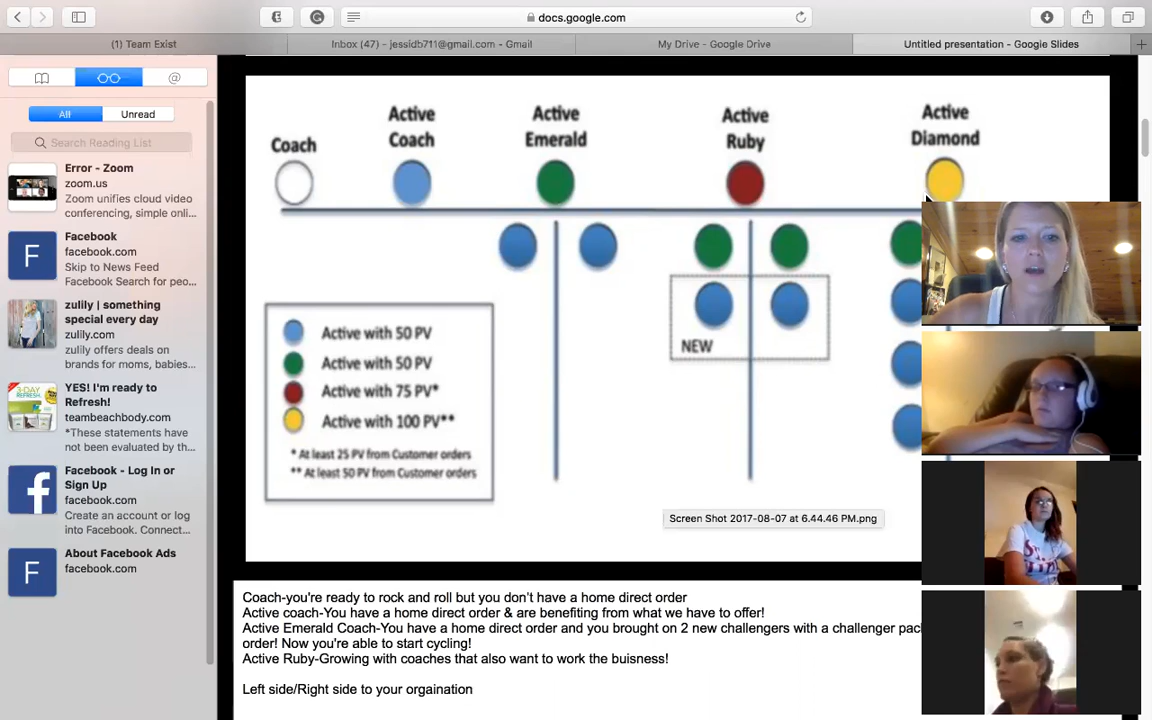 docs.google.com
(1) Team Exist
Inbox (47) - jessidb711@gmail.com - Gmail
My Drive - Google Drive
Untitled presentation - Google Slides
@
All
Unread
Search Reading List
Error - Zoom
zoom.us
Zoom unifies cloud video
conferencing, simple onli...
F
Facebook
facebook.com
Skip to News Feed
Facebook Search for peo...
zulily | something
special every day
zulily.com
zulily offers deals on
brands for moms, babies...
YES! I'm ready to
Refresh!
teambeachbody.com
*These statements have
not been evaluated by th...
Facebook - Log In or
Sign Up
facebook.com
Create an account or log
into Facebook. Connect...
F
About Facebook Ads
facebook.com
Coach
Active
Coach
Active
Emerald
Active
Ruby
Active
Diamond
NEW
Active with 50 PV
Active with 50 PV
Active with 75 PV*
Active with 100 PV**
* At least 25 PV from Customer orders
** At least 50 PV from Customer orders
Screen Shot 2017-08-07 at 6.44.46 PM.png
Coach-you're ready to rock and roll but you don't have a home direct order
Active coach-You have a home direct order & are benefiting from what we have to offer!
Active Emerald Coach-You have a home direct order and you brought on 2 new challengers with a challenger pac
order! Now you're able to start cycling!
Active Ruby-Growing with coaches that also want to work the buisness!
Left side/Right side to your orgaination